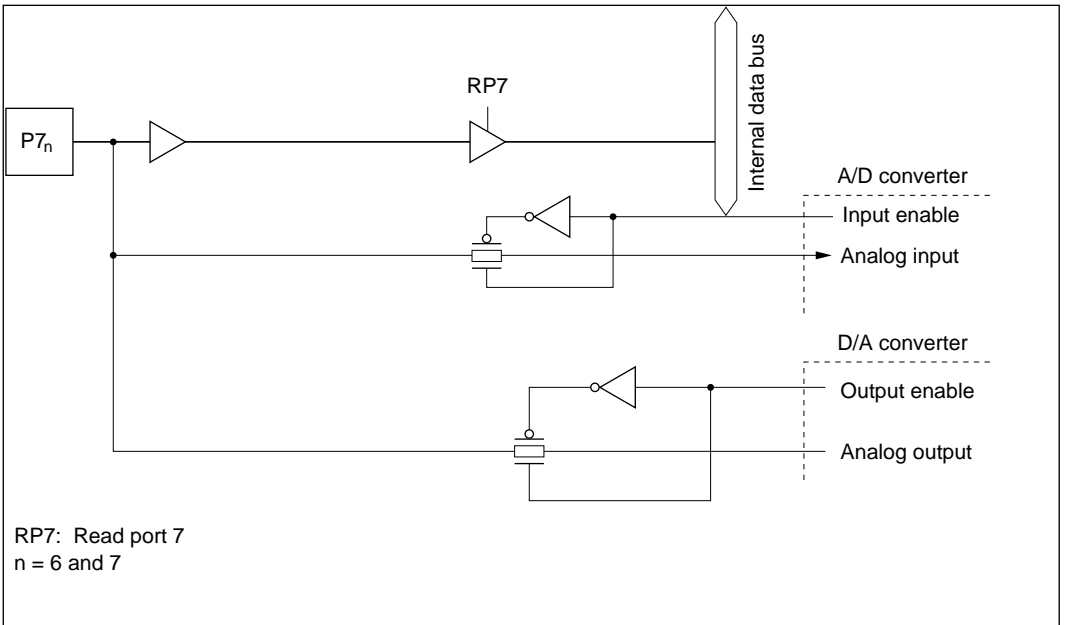 RP7
P7n
Internal data bus
A/D converter
Input enable
Analog input
D/A converter
Output enable
Analog output
RP7: Read port 7
n = 6 and 7